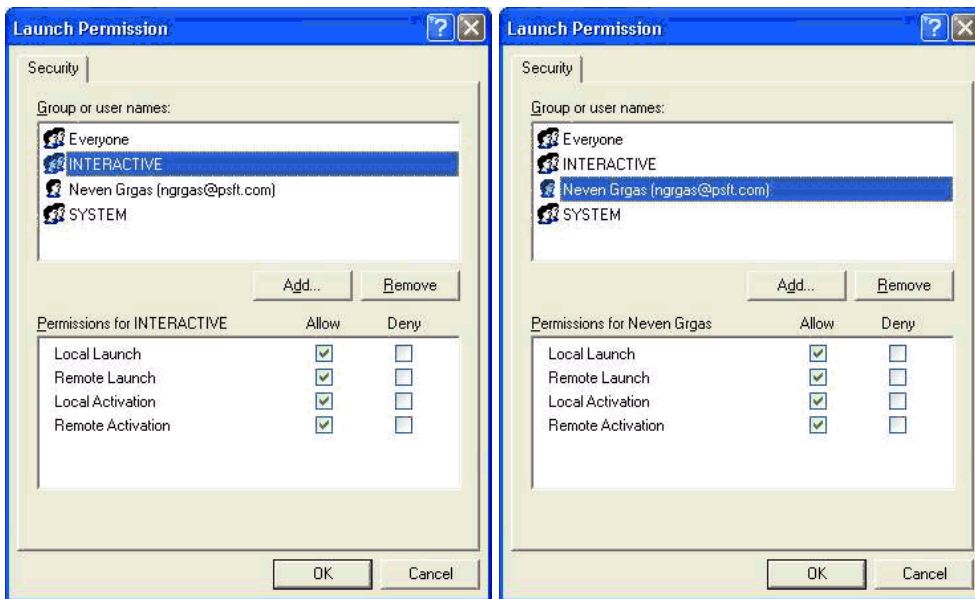 Launch Permission
Security
Group or user names:
Everyone
INTERACTIVE
Neven Grgas (ngrgas@psft.com)
SYSTEM
Add... Remove
Permissions for INTERACTIVE Allow Deny
Local Launch
Remote Launch
Local Activation
Remote Activation
OK Cancel
Launch Permission
Security
Group or user names:
Everyone
INTERACTIVE
Neven Grgas (ngrgas@psft.com)
SYSTEM
Add... Remove
Permissions for Neven Grgas Allow Deny
Local Launch
Remote Launch
Local Activation
Remote Activation
OK Cancel